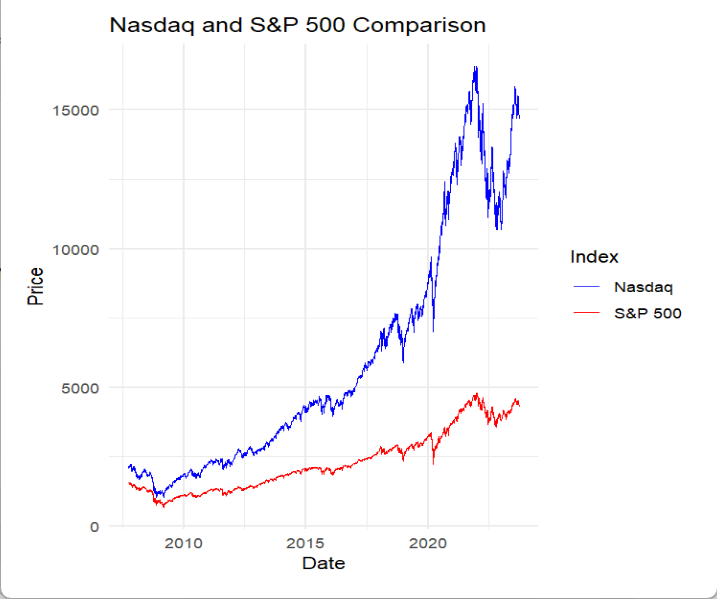 Nasdaq and S&P 500 Comparison
15000
10000
5000
0
Price
2010 2015 2020
Date
Index
Nasdaq
S&P 500